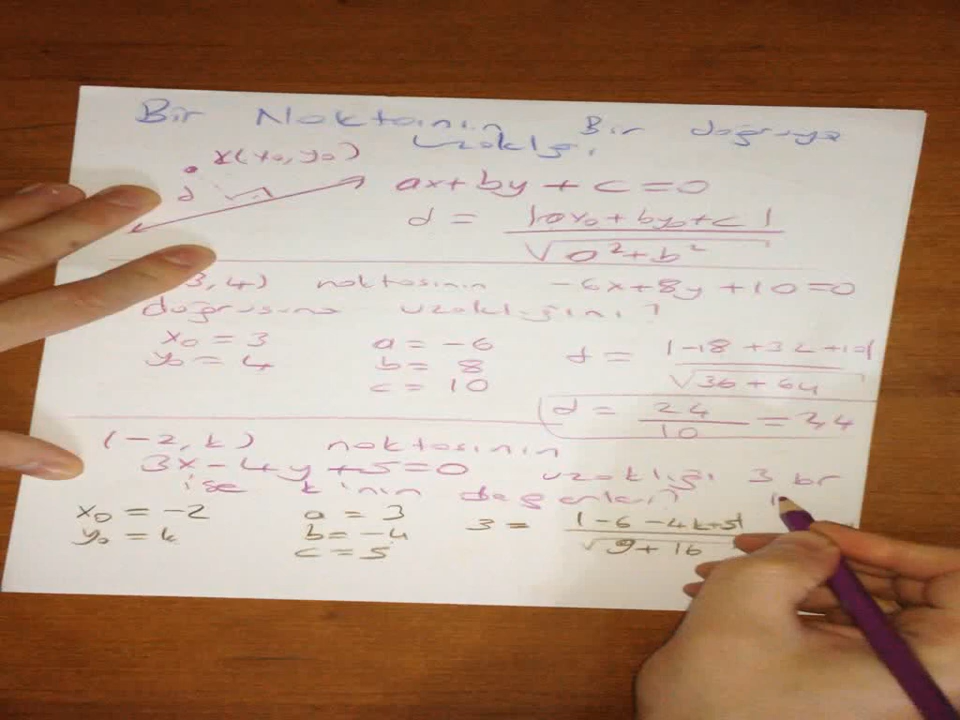 Bir Noktanın Bir doğruya
Uzaklığı
x(x₀, y₀)
d
ax + by + c = 0
d = |ax₀ + by₀ + c| / √a² + b²
3, 4) noktasının -6x + 8y + 10 = 0
doğrusuna uzaklığını?
x₀ = 3
y₀ = 4
a = -6
b = 8
c = 10
d = |-18 + 32 + 10| / √36 + 64
d = 24 / 10 = 2,4
(-2, k) noktasının
3x - 4y + 5 = 0 uzaklığı 3 br
ise k'nın değerleri?
x₀ = -2
y₀ = k
a = 3
b = -4
c = 5
3 = |-6 - 4k + 5| / √9 + 16